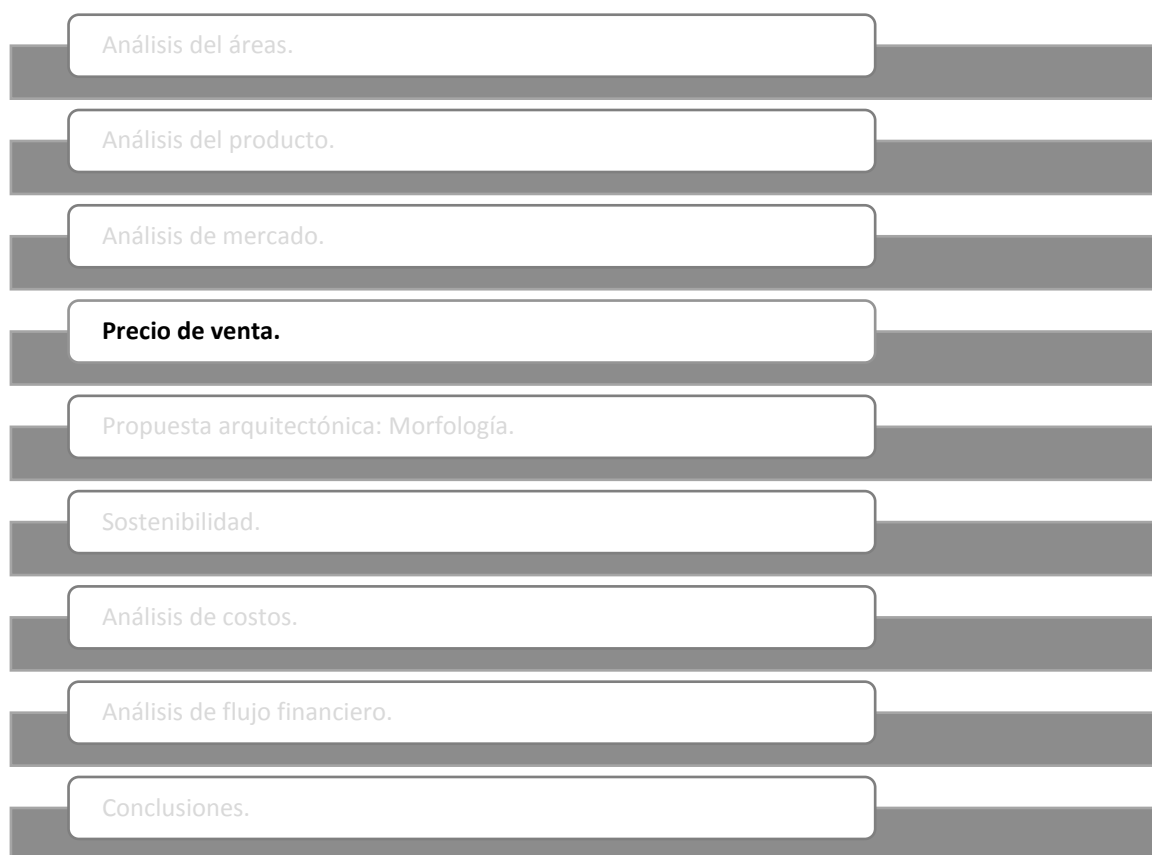 Análisis del áreas.
Análisis del producto.
Análisis de mercado.
Precio de venta.
Propuesta arquitectónica: Morfología.
Sostenibilidad.
Análisis de costos.
Análisis de flujo financiero.
Conclusiones.